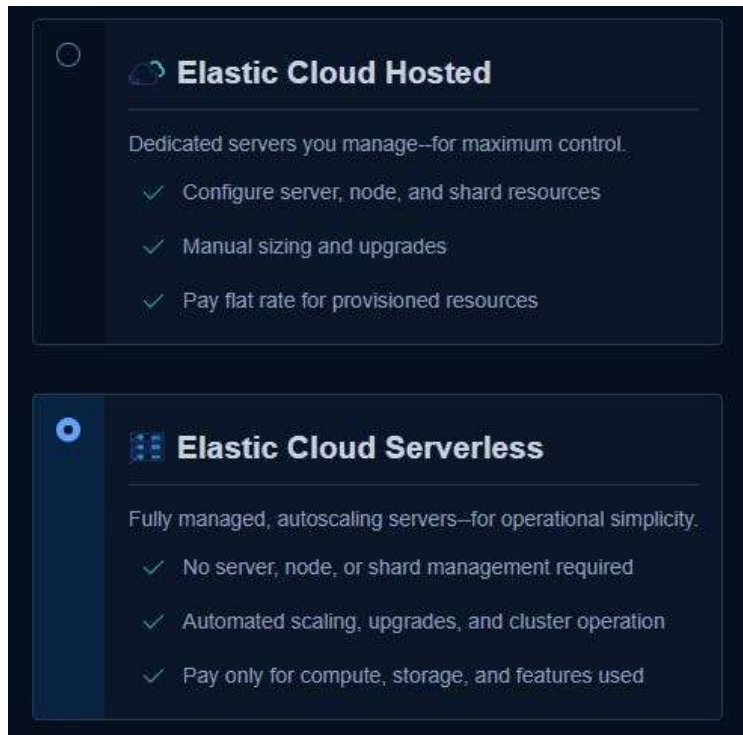 Elastic Cloud Hosted
Dedicated servers you manage--for maximum control.
Configure server, node, and shard resources
Manual sizing and upgrades
Pay flat rate for provisioned resources
Elastic Cloud Serverless
Fully managed, autoscaling servers--for operational simplicity.
No server, node, or shard management required
Automated scaling, upgrades, and cluster operation
Pay only for compute, storage, and features used